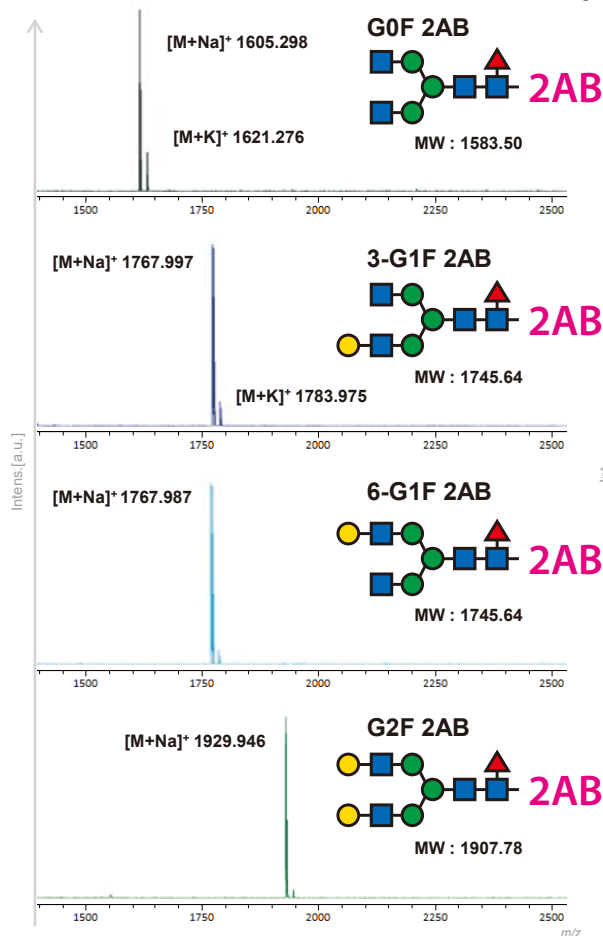 G0F 2AB
[M+Na]⁺ 1605.298
[M+K]⁺ 1621.276
2AB
MW : 1583.50
1500 1750 2000 2250 2500
3-G1F 2AB
[M+Na]⁺ 1767.997
2AB
MW : 1745.64
[M+K]⁺ 1783.975
1500 1750 2000 2250 2500
Intens.[a.u.]
6-G1F 2AB
[M+Na]⁺ 1767.987
2AB
MW : 1745.64
1500 1750 2000 2250 2500
G2F 2AB
[M+Na]⁺ 1929.946
2AB
MW : 1907.78
1500 1750 2000 2250 2500
m/z